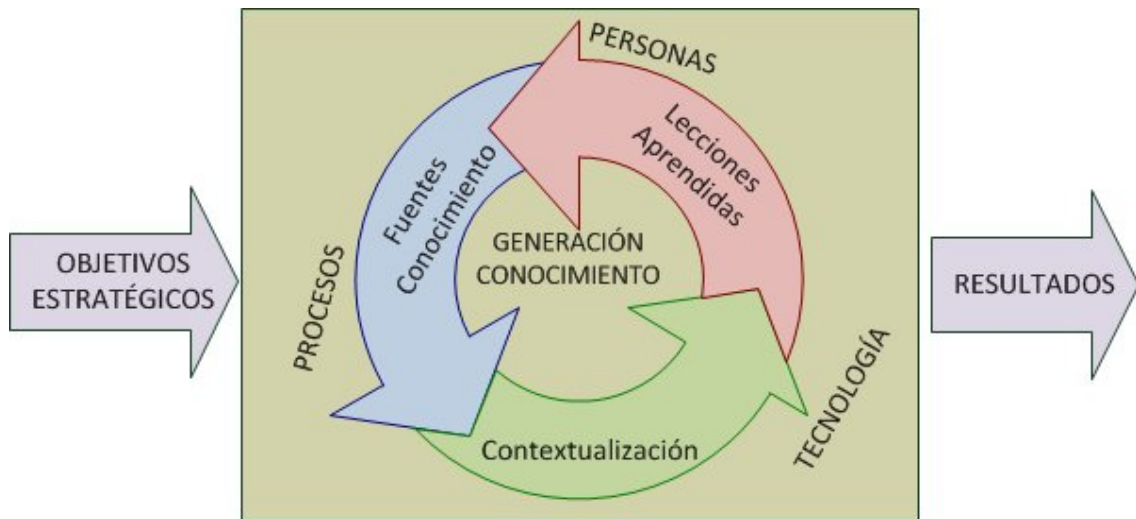 OBJETIVOS
ESTRATÉGICOS
PROCESOS
Fuentes
Conocimiento
PERSONAS
Lecciones
Aprendidas
GENERACIÓN
CONOCIMIENTO
Contextualización
TECNOLOGÍA
RESULTADOS